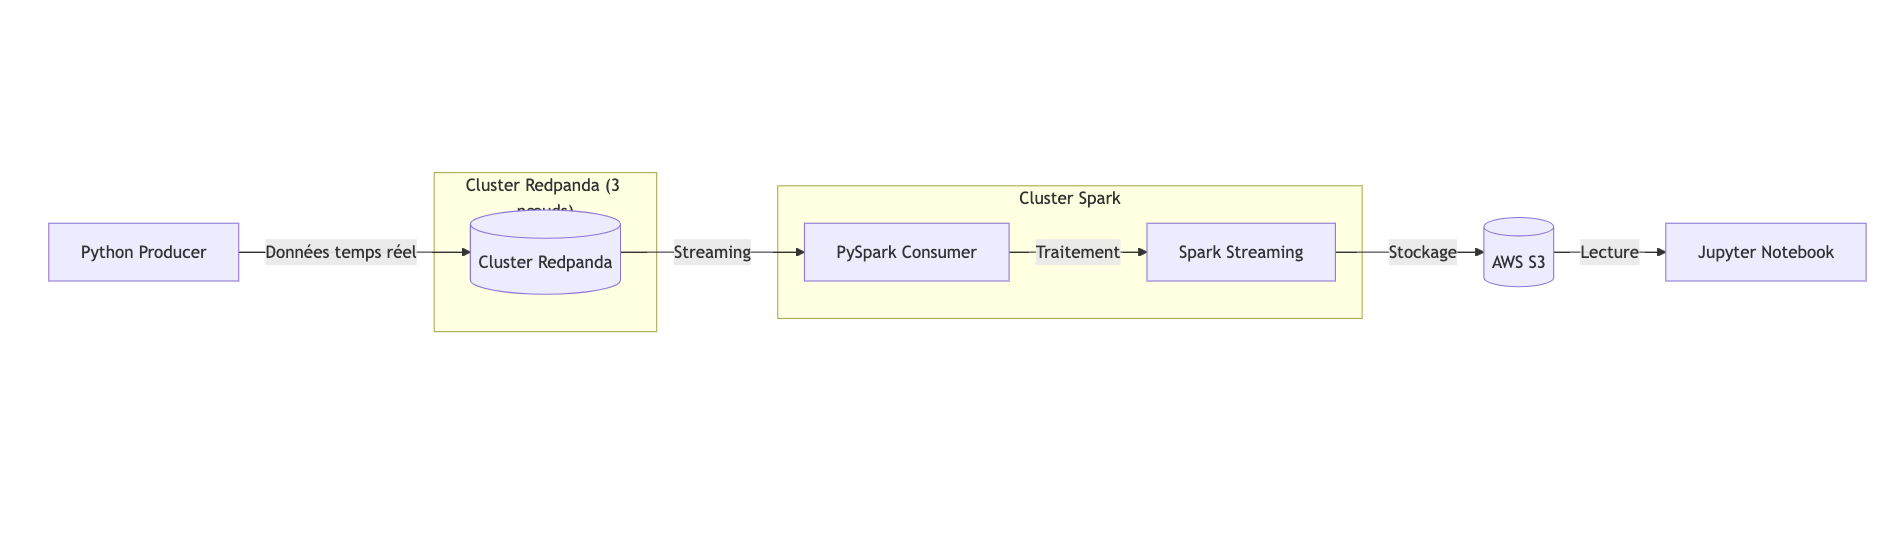 Python Producer
Données temps réel
Cluster Redpanda (3
nœuds)
Cluster Redpanda
Streaming
Cluster Spark
PySpark Consumer
Traitement
Spark Streaming
Stockage
AWS S3
Lecture
Jupyter Notebook